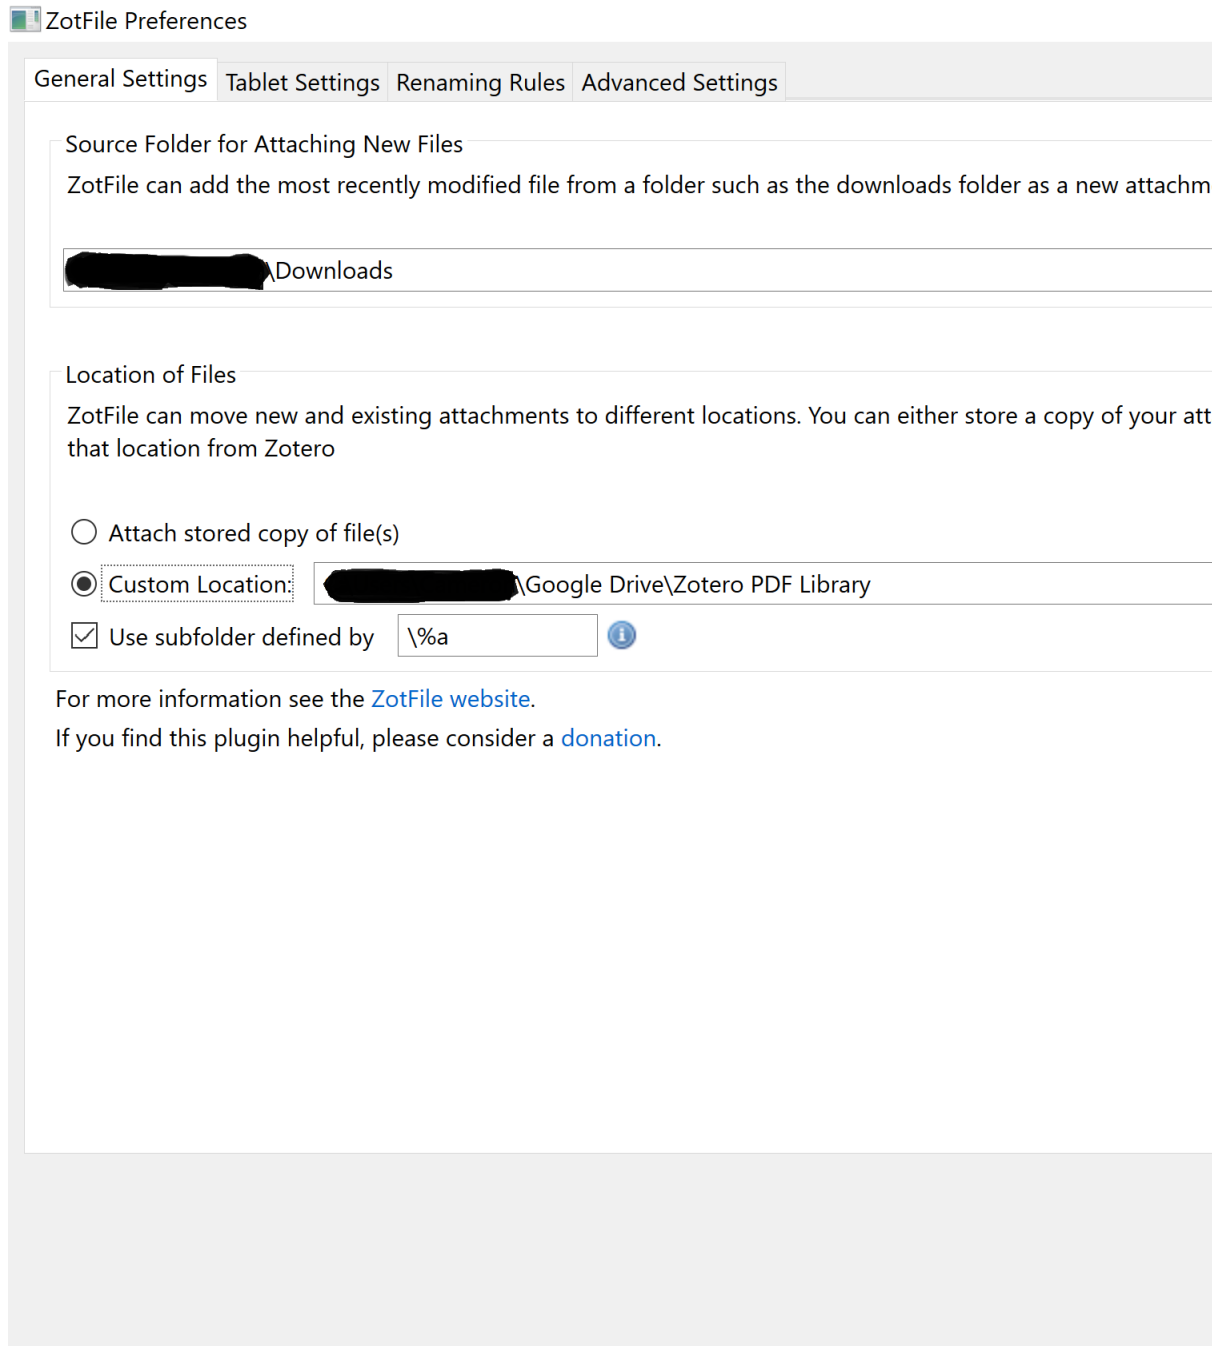 ZotFile Preferences
General Settings Tablet Settings Renaming Rules Advanced Settings
Source Folder for Attaching New Files
ZotFile can add the most recently modified file from a folder such as the downloads folder as a new attachm
\Downloads
Location of Files
ZotFile can move new and existing attachments to different locations. You can either store a copy of your att
that location from Zotero
Attach stored copy of file(s)
Custom Location: \Google Drive\Zotero PDF Library
Use subfolder defined by \%a
For more information see the ZotFile website.
If you find this plugin helpful, please consider a donation.